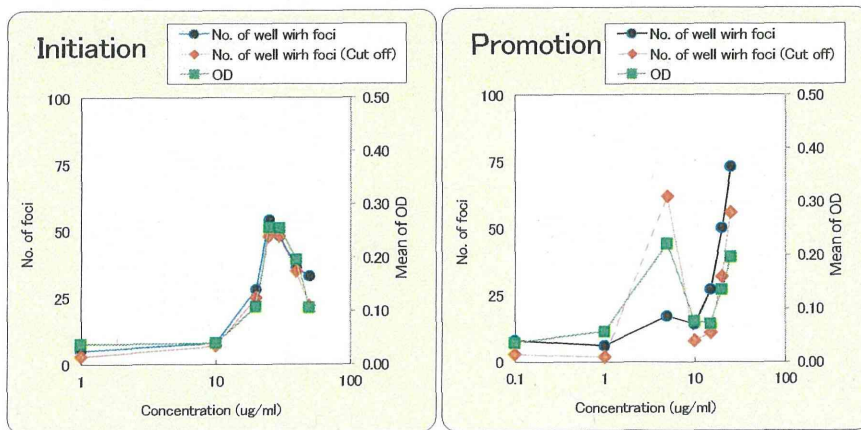 Initiation
No. of well wirh foci
No. of well wirh foci (Cut off)
OD
100
75
50
25
0
No. of foci
0.50
0.40
0.30
0.20
0.10
0.00
Mean of OD
1
10
100
Concentration (ug/ml)
Promotion
No. of well wirh foci
No. of well wirh foci (Cut off)
OD
100
75
50
25
0
No. of foci
0.50
0.40
0.30
0.20
0.10
0.00
Mean of OD
0.1
1
10
100
Concentration (ug/ml)